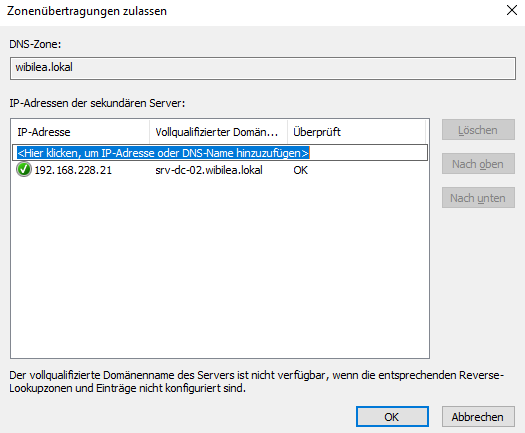 Zonenübertragungen zulassen
DNS-Zone:
wibilea.lokal
IP-Adressen der sekundären Server:
IP-Adresse Vollqualifizierter Domän... Überprüft
<Hier klicken, um IP-Adresse oder DNS-Name hinzuzufügen>
192.168.228.21 srv-dc-02.wibilea.lokal OK
Löschen
Nach oben
Nach unten
Der vollqualifizierte Domänenname des Servers ist nicht verfügbar, wenn die entsprechenden Reverse-
Lookupzonen und Einträge nicht konfiguriert sind.
OK Abbrechen